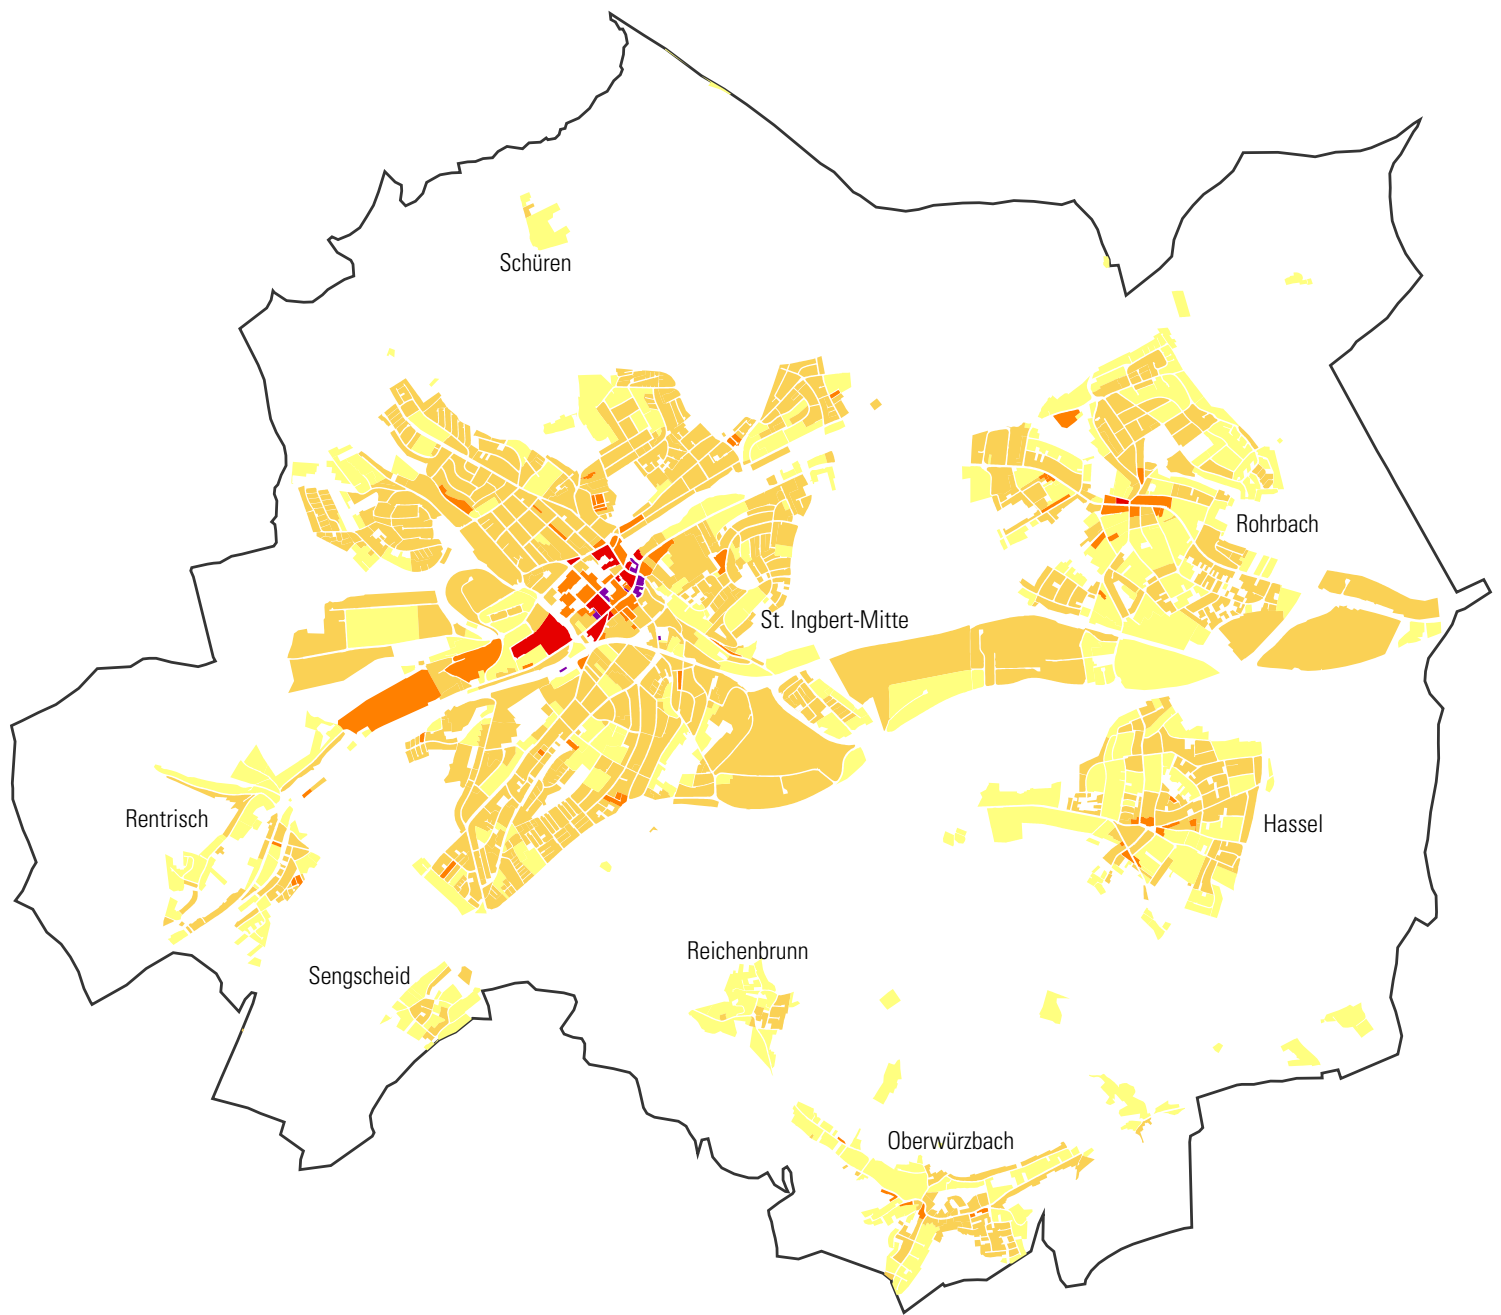 Schüren
Rohrbach
St. Ingbert-Mitte
Rentrisch
Hassel
Reichenbrunn
Sengscheid
Oberwürzbach